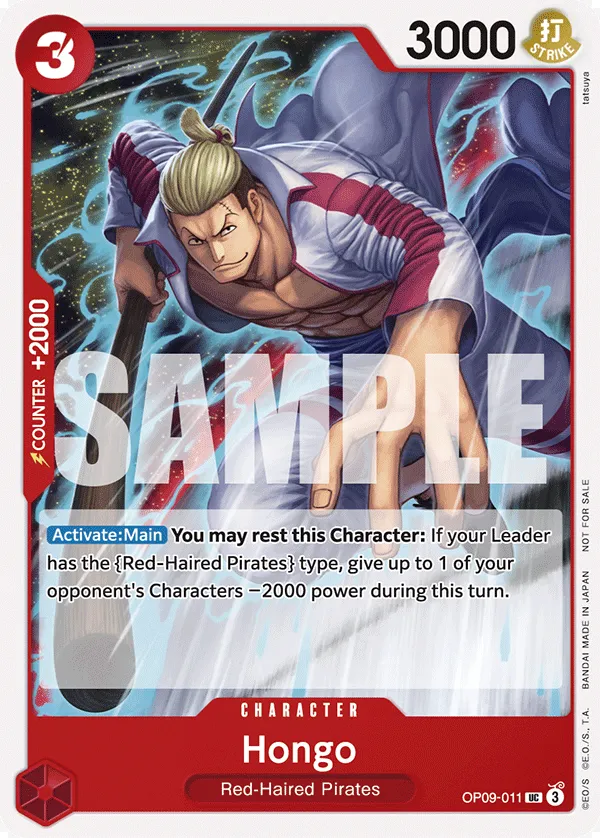 3
3000
打
STRIKE
tatsuya
COUNTER +2000
SAMPLE
Activate:Main You may rest this Character: If your Leader
has the {Red-Haired Pirates} type, give up to 1 of your
opponent's Characters −2000 power during this turn.
CHARACTER
Hongo
Red-Haired Pirates
OP09-011 UC 3
©EO/S ©E.O./S., T.A. BANDAI MADE IN JAPAN NOT FOR SALE